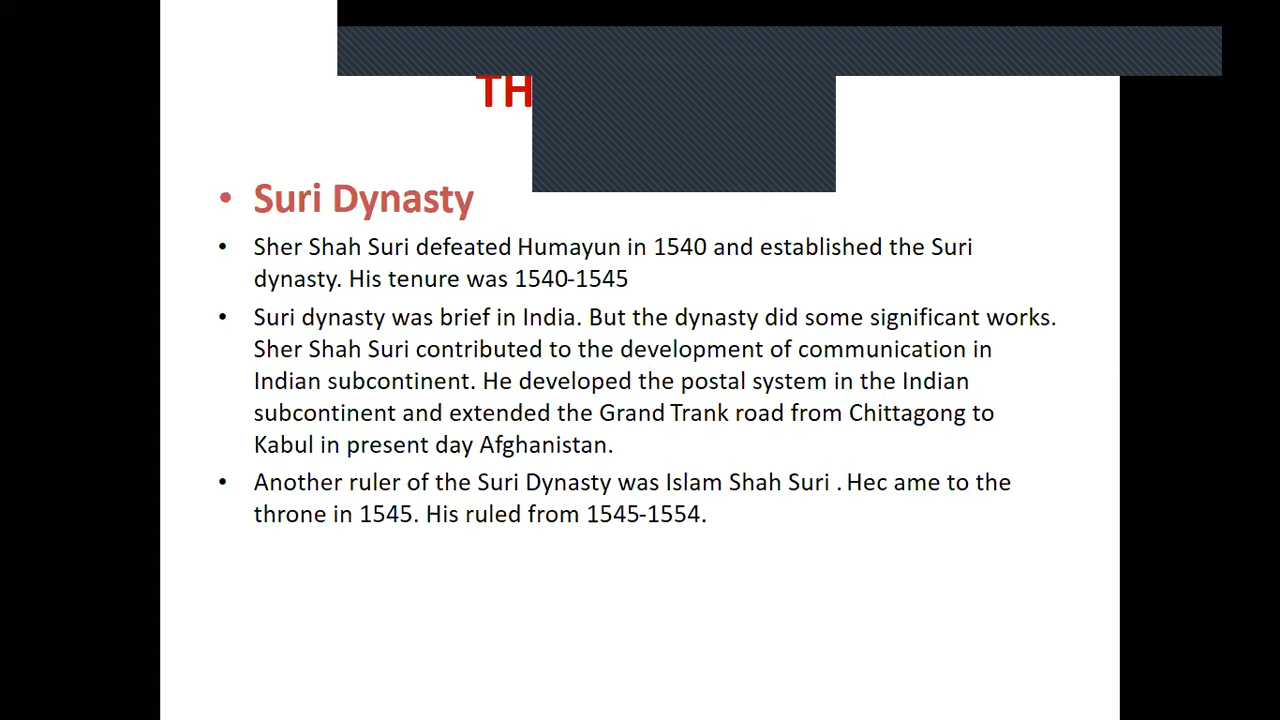 TH
• Suri Dynasty
• Sher Shah Suri defeated Humayun in 1540 and established the Suri
dynasty. His tenure was 1540-1545
• Suri dynasty was brief in India. But the dynasty did some significant works.
Sher Shah Suri contributed to the development of communication in
Indian subcontinent. He developed the postal system in the Indian
subcontinent and extended the Grand Trank road from Chittagong to
Kabul in present day Afghanistan.
• Another ruler of the Suri Dynasty was Islam Shah Suri . Hec ame to the
throne in 1545. His ruled from 1545-1554.